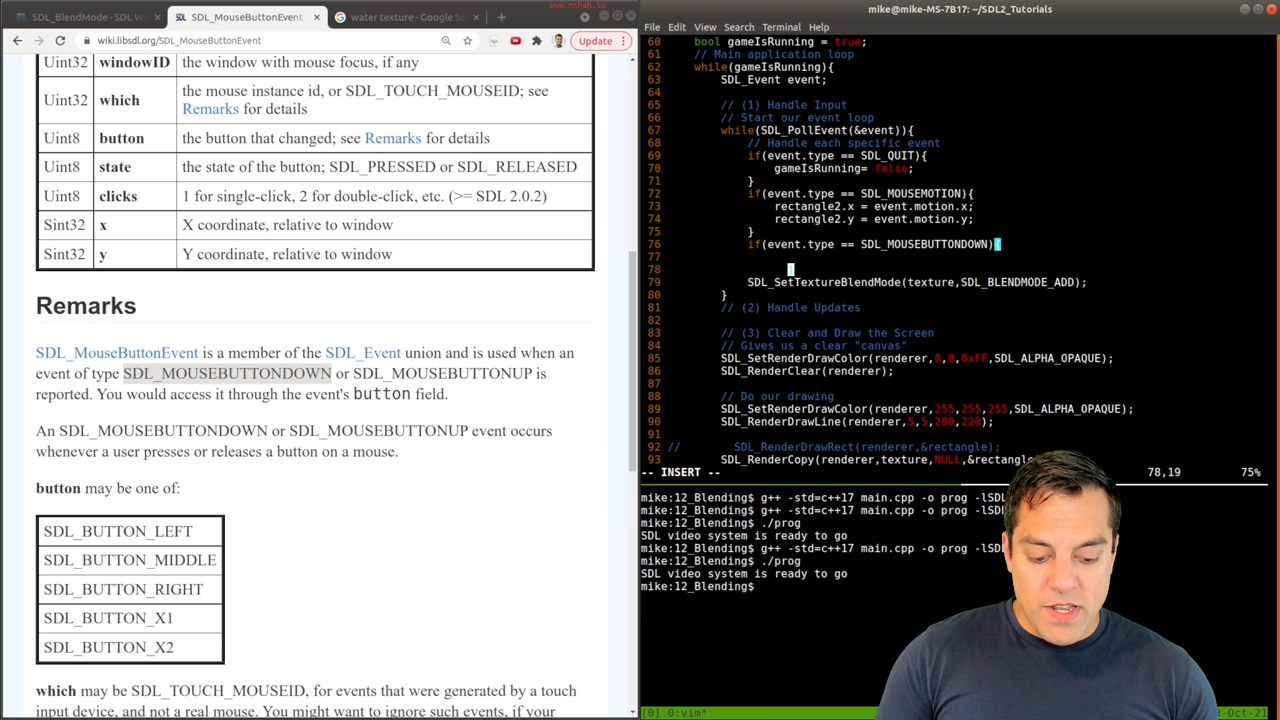 SDL_BlendMode - SDL W
SDL_MouseButtonEvent
water texture - Google S
www.mshah.io
mike@mike-MS-7B17: ~/SDL2_Tutorials
wiki.libsdl.org/SDL_MouseButtonEvent
Update
File Edit View Search Terminal Help
Uint32 windowID the window with mouse focus, if any
Uint32 which the mouse instance id, or SDL_TOUCH_MOUSEID; see
Remarks for details
Uint8 button the button that changed; see Remarks for details
Uint8 state the state of the button; SDL_PRESSED or SDL_RELEASED
Uint8 clicks 1 for single-click, 2 for double-click, etc. (>= SDL 2.0.2)
Sint32 x X coordinate, relative to window
Sint32 y Y coordinate, relative to window
Remarks
SDL_MouseButtonEvent is a member of the SDL_Event union and is used when an
event of type SDL_MOUSEBUTTONDOWN or SDL_MOUSEBUTTONUP is
reported. You would access it through the event's button field.
An SDL_MOUSEBUTTONDOWN or SDL_MOUSEBUTTONUP event occurs
whenever a user presses or releases a button on a mouse.
button may be one of:
SDL_BUTTON_LEFT
SDL_BUTTON_MIDDLE
SDL_BUTTON_RIGHT
SDL_BUTTON_X1
SDL_BUTTON_X2
which may be SDL_TOUCH_MOUSEID, for events that were generated by a touch
input device, and not a real mouse. You might want to ignore such events, if your
60 bool gameIsRunning = true;
61 // Main application loop
62 while(gameIsRunning){
63 SDL_Event event;
64
65 // (1) Handle Input
66 // Start our event loop
67 while(SDL_PollEvent(&event)){
68 // Handle each specific event
69 if(event.type == SDL_QUIT){
70 gameIsRunning= false;
71 }
72 if(event.type == SDL_MOUSEMOTION){
73 rectangle2.x = event.motion.x;
74 rectangle2.y = event.motion.y;
75 }
76 if(event.type == SDL_MOUSEBUTTONDOWN){
77
78 }
79 SDL_SetTextureBlendMode(texture,SDL_BLENDMODE_ADD);
80 }
81 // (2) Handle Updates
82
83 // (3) Clear and Draw the Screen
84 // Gives us a clear "canvas"
85 SDL_SetRenderDrawColor(renderer,0,0,0xFF,SDL_ALPHA_OPAQUE);
86 SDL_RenderClear(renderer);
87
88 // Do our drawing
89 SDL_SetRenderDrawColor(renderer,255,255,255,SDL_ALPHA_OPAQUE);
90 SDL_RenderDrawLine(renderer,5,5,200,220);
91
92 // SDL_RenderDrawRect(renderer,&rectangle);
93 SDL_RenderCopy(renderer,texture,NULL,&rectangle
-- INSERT -- 78,19 75%
mike:12_Blending$ g++ -std=c++17 main.cpp -o prog -lSD
mike:12_Blending$ g++ -std=c++17 main.cpp -o prog -lSD
mike:12_Blending$ ./prog
SDL video system is ready to go
mike:12_Blending$ g++ -std=c++17 main.cpp -o prog -lSD
mike:12_Blending$ ./prog
SDL video system is ready to go
mike:12_Blending$
[0] 0:vim*
-Oct-21